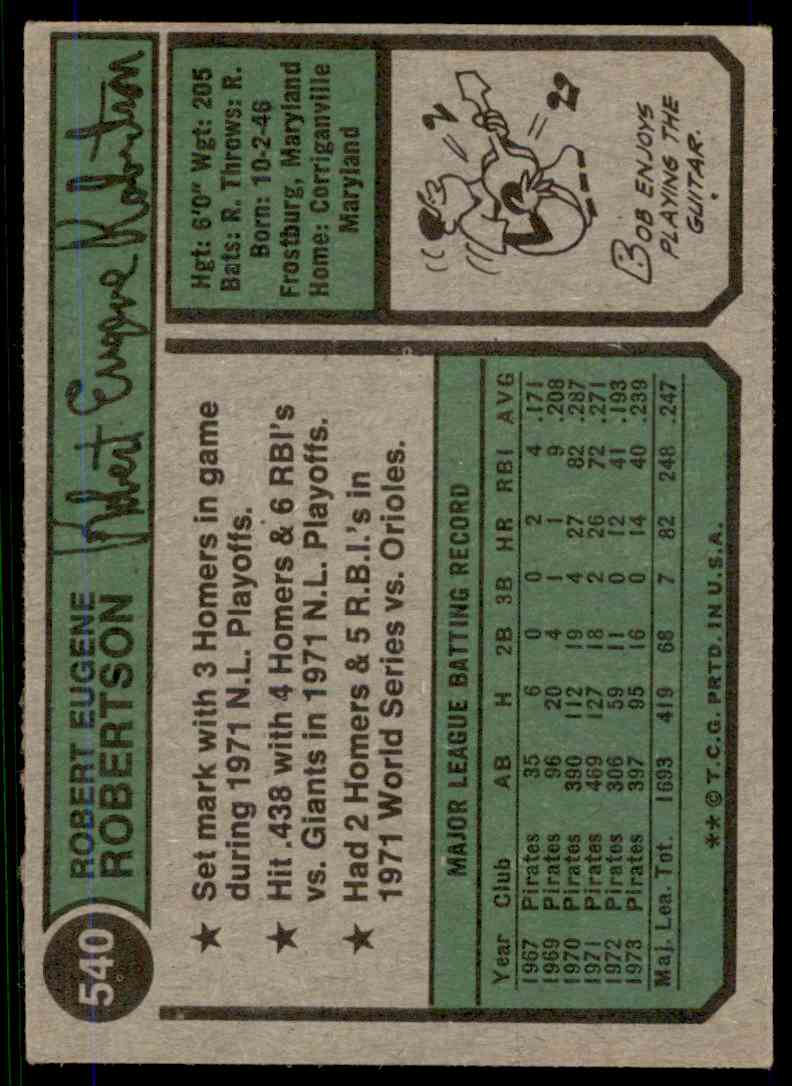 540
ROBERT EUGENE
ROBERTSON
Robert Eugene Robertson
★ Set mark with 3 Homers in game
during 1971 N.L. Playoffs.
★ Hit .438 with 4 Homers & 6 RBI's
vs. Giants in 1971 N.L. Playoffs.
★ Had 2 Homers & 5 R.B.I.'s in
1971 World Series vs. Orioles.
Hgt: 6'0" Wgt: 205
Bats: R. Throws: R.
Born: 10-2-46
Frostburg, Maryland
Home: Corriganville
Maryland
BOB ENJOYS
PLAYING THE
GUITAR.
MAJOR LEAGUE BATTING RECORD
Year Club AB H 2B 3B HR RBI AVG
1967 Pirates 35 6 0 0 2 4 .171
1969 Pirates 96 20 4 1 1 9 .208
1970 Pirates 390 112 19 4 27 82 .287
1971 Pirates 469 127 18 2 26 72 .271
1972 Pirates 306 59 11 0 12 41 .193
1973 Pirates 397 95 16 0 14 40 .239
Maj. Lea. Tot. 1693 419 68 7 82 248 .247
**© T.C.G. PRTD. IN U.S.A.